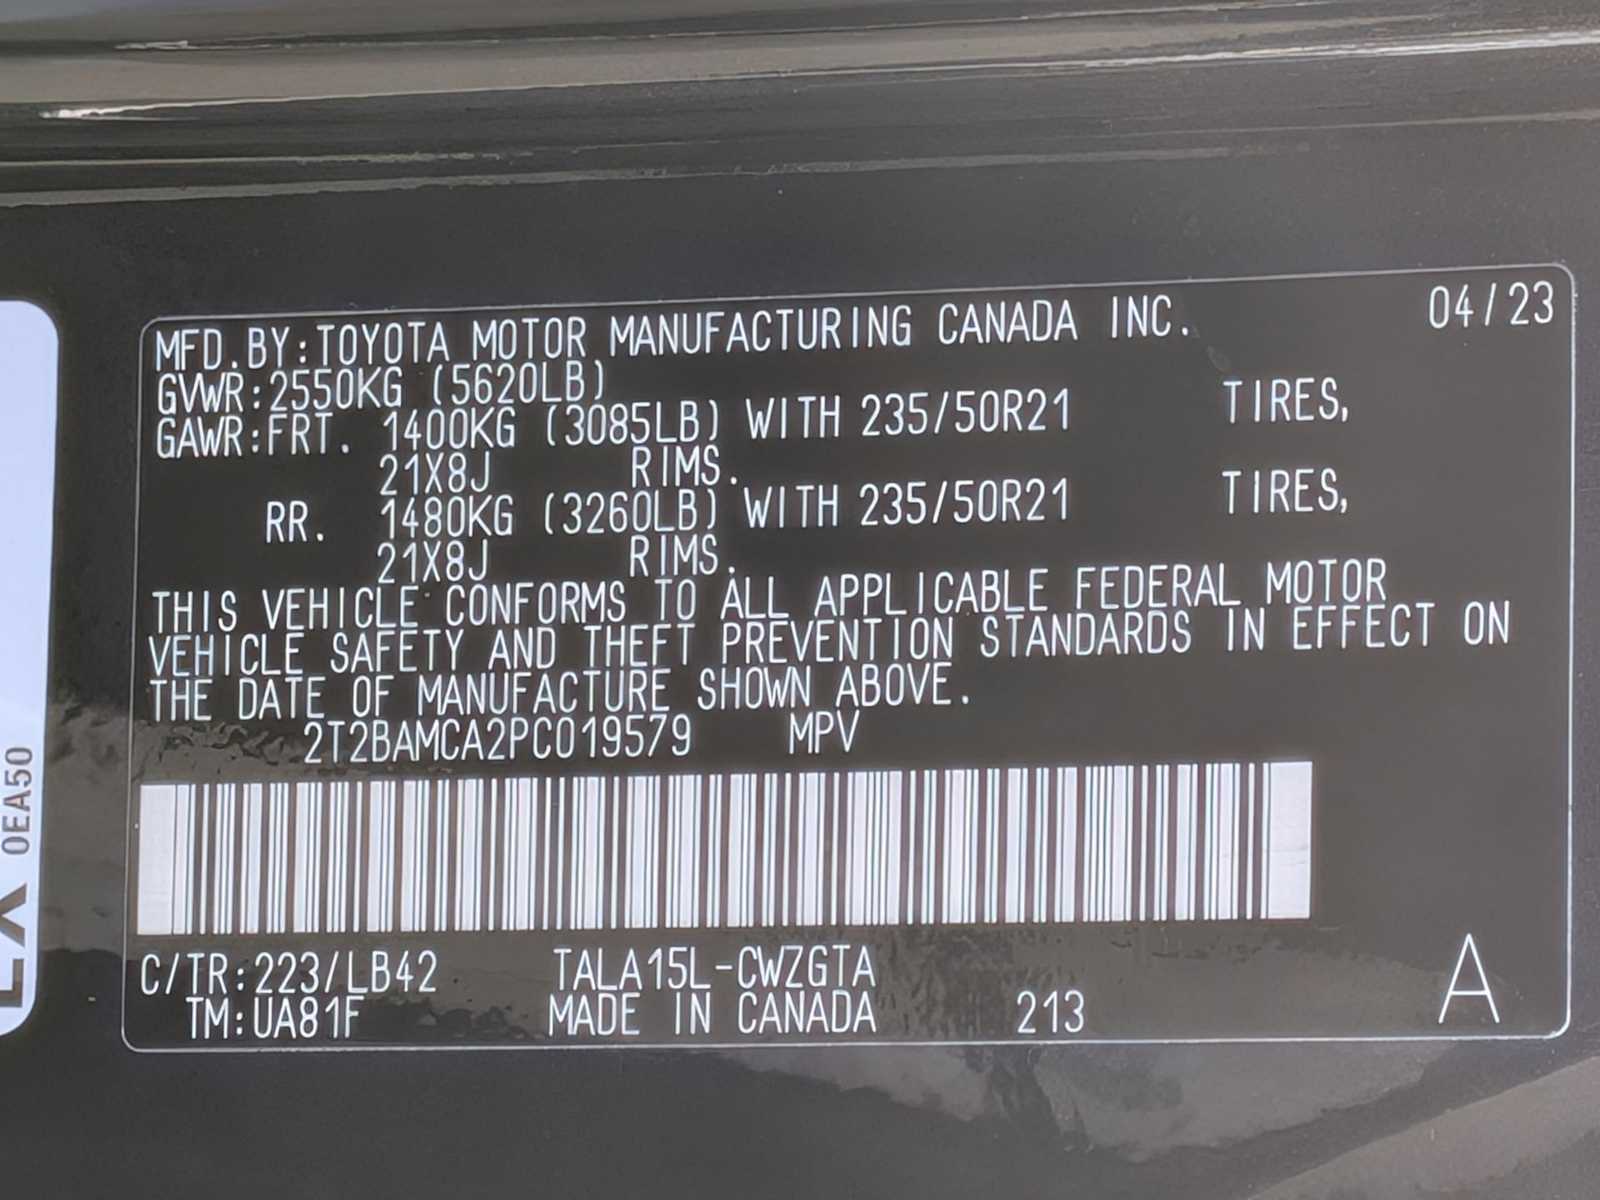 MFD.BY:TOYOTA MOTOR MANUFACTURING CANADA INC. 04/23
GVWR:2550KG (5620LB)
GAWR:FRT. 1400KG (3085LB) WITH 235/50R21 TIRES,
21X8J RIMS.
RR. 1480KG (3260LB) WITH 235/50R21 TIRES,
21X8J RIMS.
THIS VEHICLE CONFORMS TO ALL APPLICABLE FEDERAL MOTOR
VEHICLE SAFETY AND THEFT PREVENTION STANDARDS IN EFFECT ON
THE DATE OF MANUFACTURE SHOWN ABOVE.
2T2BAMCA2PC019579 MPV
C/TR:223/LB42 TALA15L-CWZGTA A
TM:UA81F MADE IN CANADA 213
0EA50